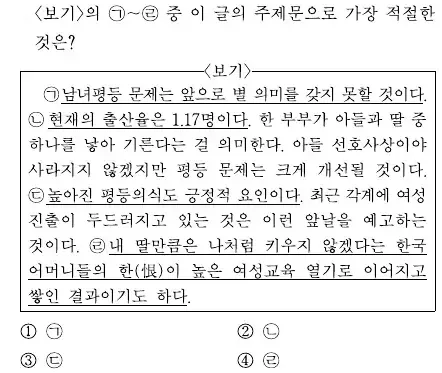 <보기>의 ㉠~㉣ 중 이 글의 주제문으로 가장 적절한
것은?
<보기>
㉠남녀평등 문제는 앞으로 별 의미를 갖지 못할 것이다.
㉡ 현재의 출산율은 1.17명이다. 한 부부가 아들과 딸 중
하나를 낳아 기른다는 걸 의미한다. 아들 선호사상이야
사라지지 않겠지만 평등 문제는 크게 개선될 것이다.
㉢높아진 평등의식도 긍정적 요인이다. 최근 각계에 여성
진출이 두드러지고 있는 것은 이런 앞날을 예고하는
것이다. ㉣내 딸만큼은 나처럼 키우지 않겠다는 한국
어머니들의 한(恨)이 높은 여성교육 열기로 이어지고
쌓인 결과이기도 하다.
① ㉠ ② ㉡
③ ㉢ ④ ㉣